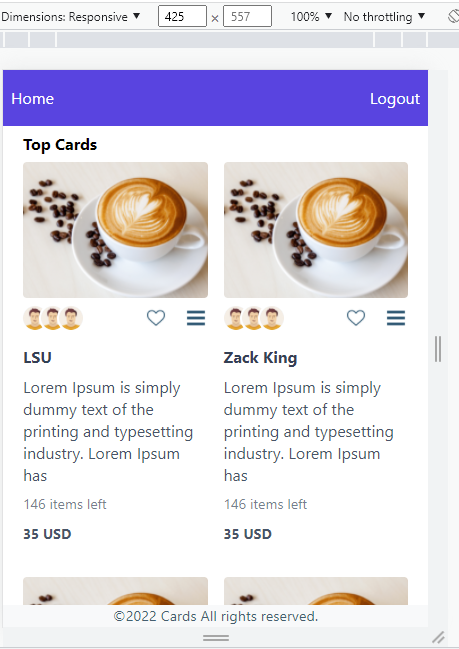 Dimensions: Responsive ▼ 425 × 557 100% ▼ No throttling ▼
Home Logout
Top Cards
LSU
Lorem Ipsum is simply
dummy text of the
printing and typesetting
industry. Lorem Ipsum
has
146 items left
35 USD
Zack King
Lorem Ipsum is simply
dummy text of the
printing and typesetting
industry. Lorem Ipsum
has
146 items left
35 USD
©2022 Cards All rights reserved.